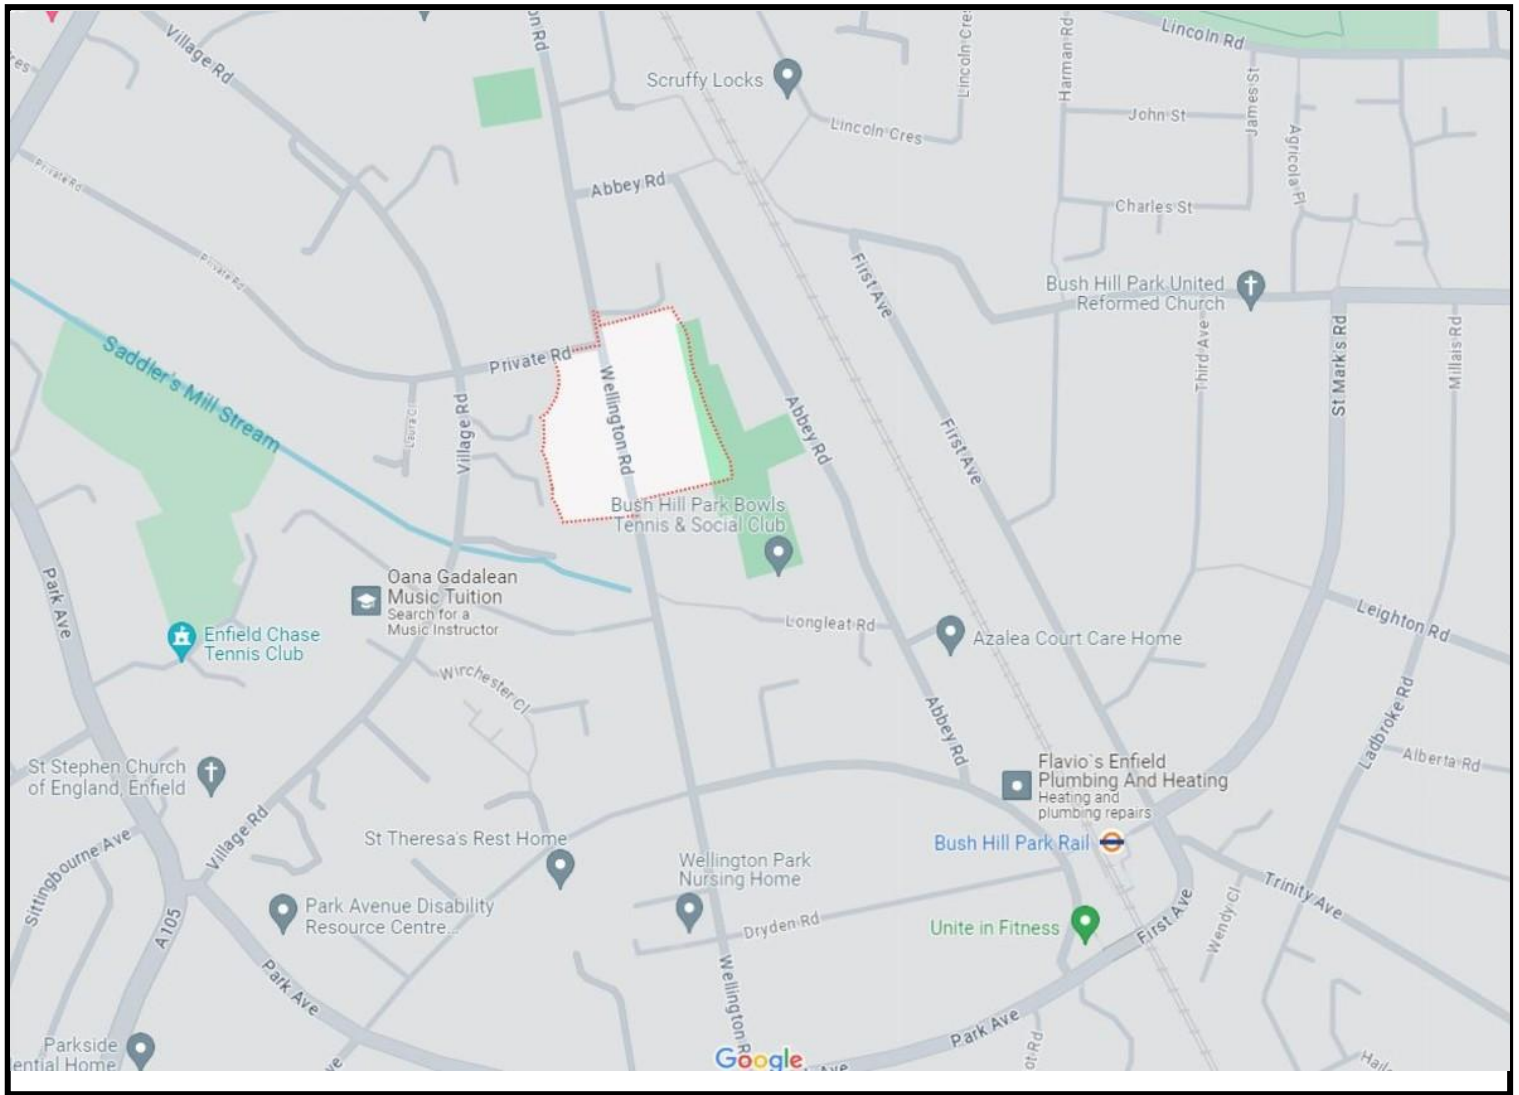 Village Rd
Lincoln Rd
Scruffy Locks
Lincoln Cres
Harman Rd
James St
John St
Agricola Pl
Lincoln Cres
Private Rd
Abbey Rd
Charles St
Private Rd
First Ave
Bush Hill Park United
Reformed Church
Saddler's Mill Stream
Private Rd
Wellington Rd
Third Ave
St Mark's Rd
Millais Rd
Laura Cl
Village Rd
Abbey Rd
First Ave
Bush Hill Park Bowls
Tennis & Social Club
Park Ave
Oana Gadalean
Music Tuition
Search for a
Music Instructor
Enfield Chase
Tennis Club
Longleat Rd
Azalea Court Care Home
Leighton Rd
Wirchester Cl
Abbey Rd
Ladbroke Rd
Alberta Rd
St Stephen Church
of England, Enfield
Flavio`s Enfield
Plumbing And Heating
Heating and
plumbing repairs
Village Rd
St Theresa's Rest Home
Bush Hill Park Rail
Sittingbourne Ave
Wellington Park
Nursing Home
Trinity Ave
Park Avenue Disability
Resource Centre...
A105
Dryden Rd
Unite in Fitness
First Ave
Wendy Cl
Park Ave
Wellington R
Park Ave
Parkside
ential Home
Google